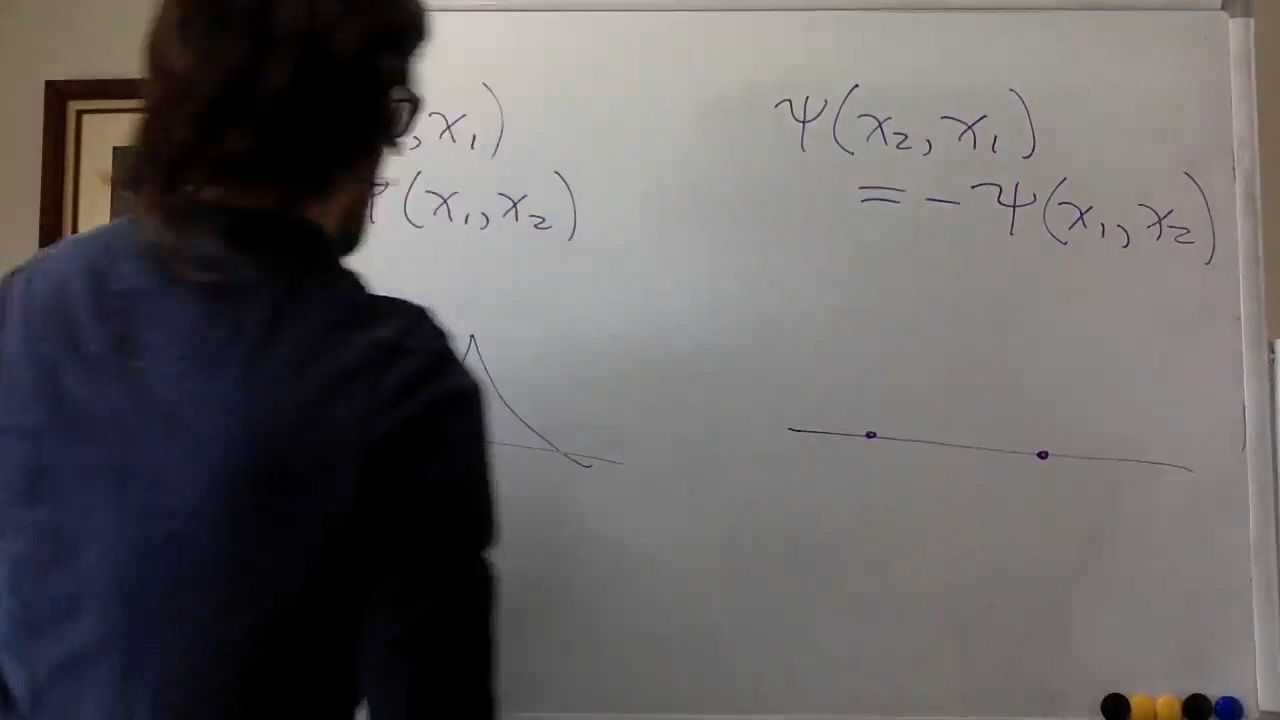 , x₁)
Ψ(x₁, x₂)
Ψ(x₂, x₁)
= - Ψ(x₁, x₂)